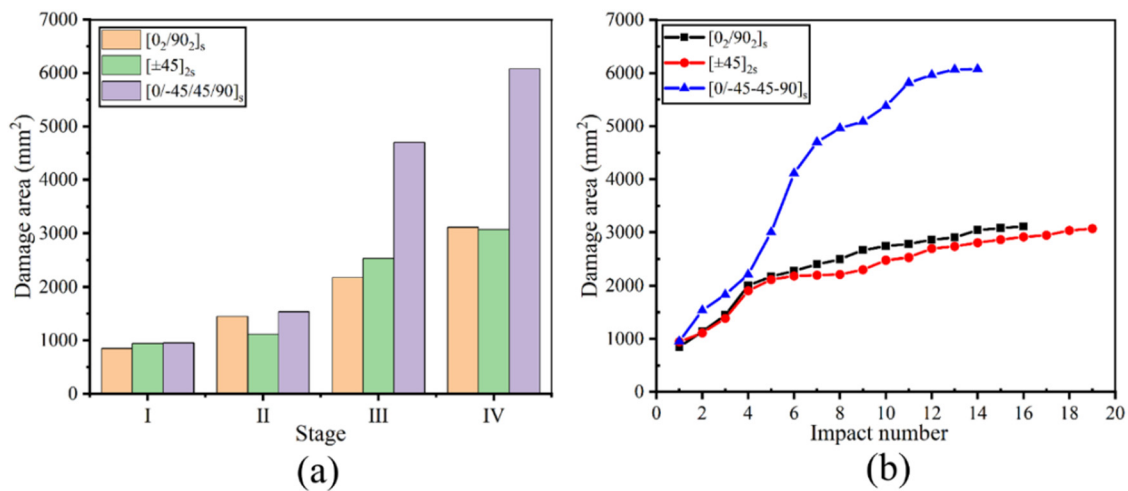 7000
6000
5000
4000
3000
2000
1000
0
Damage area (mm²)
[0₂/90₂]ₛ
[±45]₂ₛ
[0/-45/45/90]ₛ
I II III IV
Stage
(a)
7000
6000
5000
4000
3000
2000
1000
0
Damage area (mm²)
[0₂/90₂]ₛ
[±45]₂ₛ
[0/-45-45-90]ₛ
0 2 4 6 8 10 12 14 16 18 20
Impact number
(b)